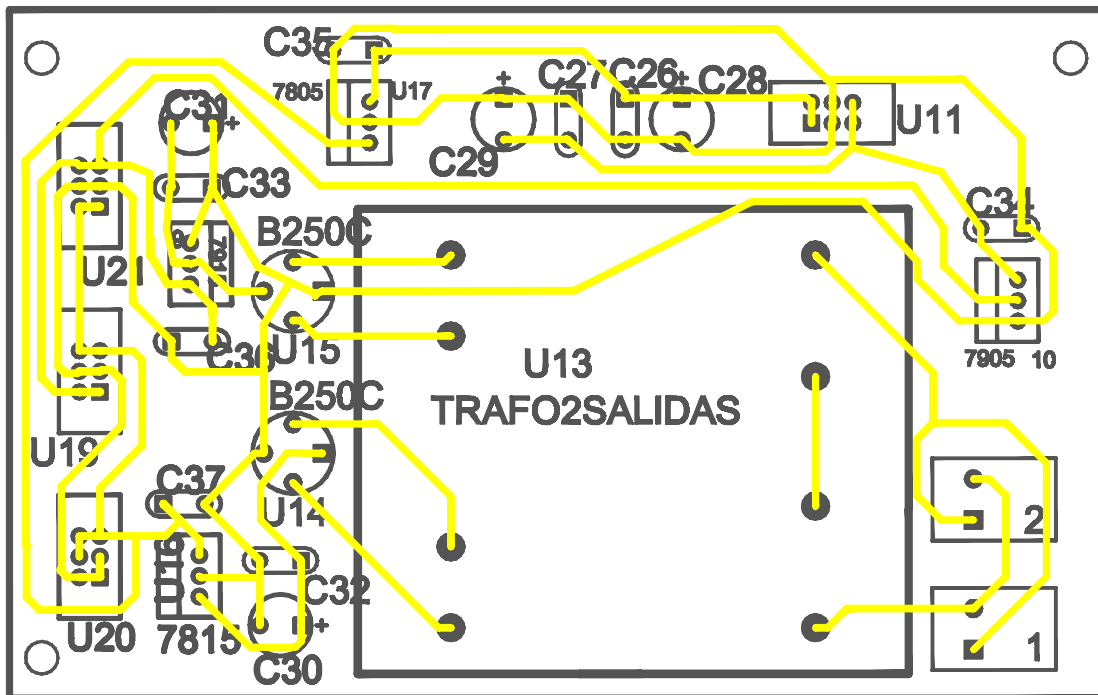 C35
7805
U17
C27
C26
C28
C29
U11
C31
C33
U21
C34
B250C
U15
C36
7905
10
U13
TRAFO2SALIDAS
B250C
U14
U19
C37
2
U16
C32
7815
U20
C30
1
+
+
+
+